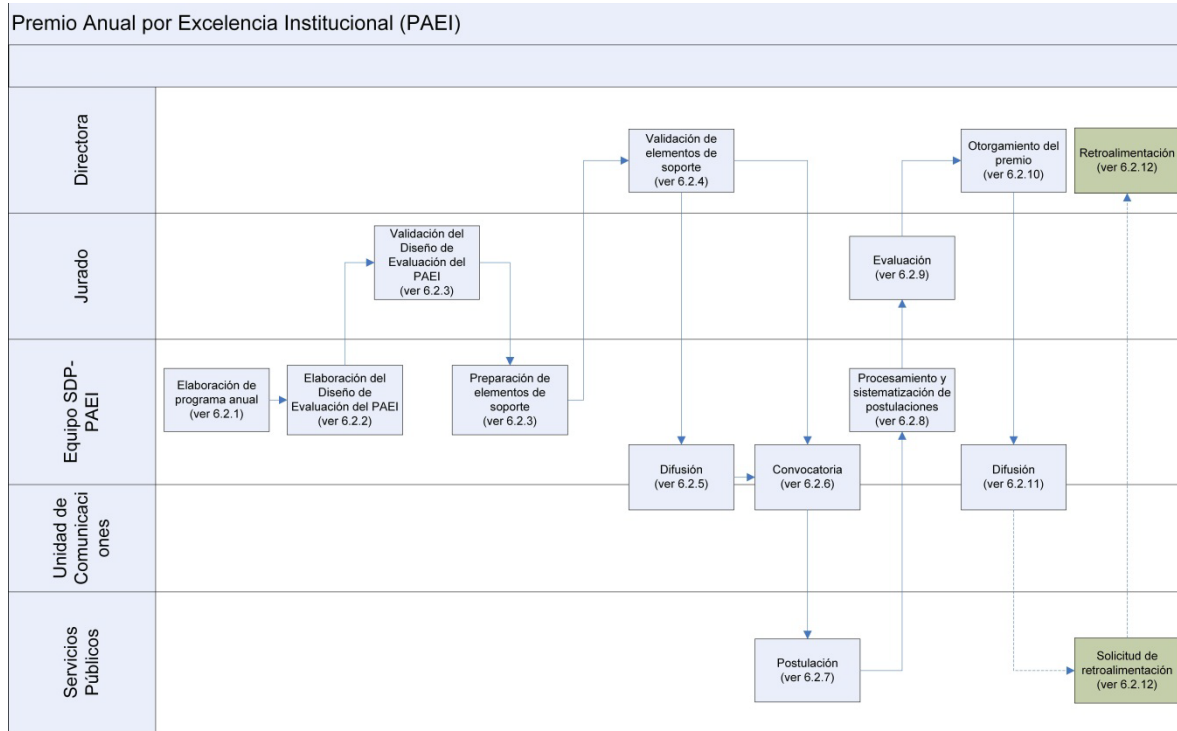 Premio Anual por Excelencia Institucional (PAEI)
Directora
Validación de
elementos de
soporte
(ver 6.2.4)
Otorgamiento del
premio
(ver 6.2.10)
Retroalimentación
(ver 6.2.12)
Jurado
Validación del
Diseño de
Evaluación del
PAEI
(ver 6.2.3)
Evaluación
(ver 6.2.9)
Equipo SDP-
PAEI
Elaboración de
programa anual
(ver 6.2.1)
Elaboración del
Diseño de
Evaluación del PAEI
(ver 6.2.2)
Preparación de
elementos de
soporte
(ver 6.2.3)
Procesamiento y
sistematización de
postulaciones
(ver 6.2.8)
Difusión
(ver 6.2.5)
Convocatoria
(ver 6.2.6)
Difusión
(ver 6.2.11)
Unidad de
Comunicaci
ones
Servicios
Públicos
Postulación
(ver 6.2.7)
Solicitud de
retroalimentación
(ver 6.2.12)